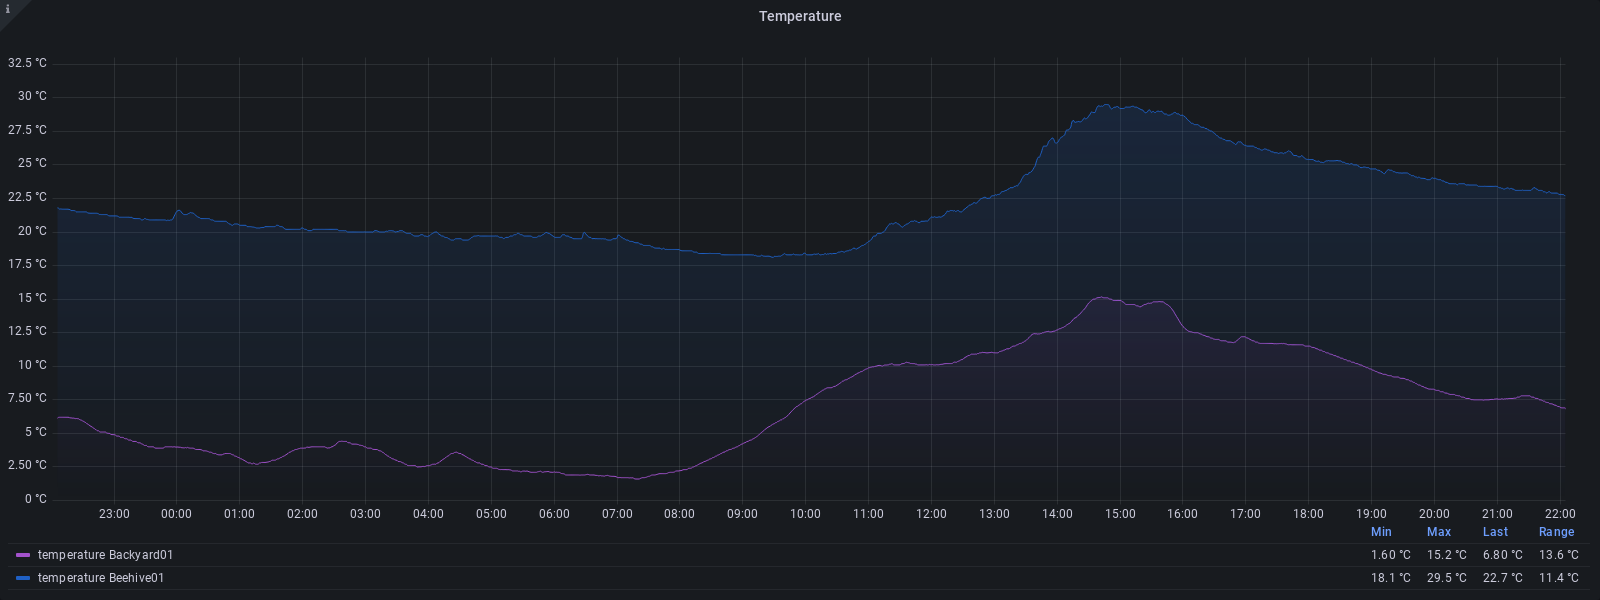 i
Temperature
32.5 °C
30 °C
27.5 °C
25 °C
22.5 °C
20 °C
17.5 °C
15 °C
12.5 °C
10 °C
7.50 °C
5 °C
2.50 °C
0 °C
23:00 00:00 01:00 02:00 03:00 04:00 05:00 06:00 07:00 08:00 09:00 10:00 11:00 12:00 13:00 14:00 15:00 16:00 17:00 18:00 19:00 20:00 21:00 22:00
Min Max Last Range
temperature Backyard01 1.60 °C 15.2 °C 6.80 °C 13.6 °C
temperature Beehive01 18.1 °C 29.5 °C 22.7 °C 11.4 °C